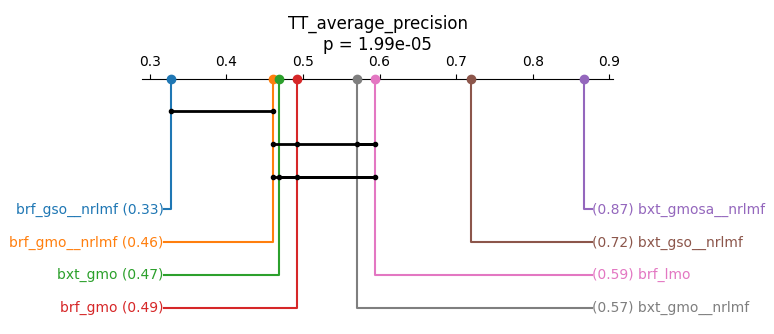 TT_average_precision
p = 1.99e-05
0.3 0.4 0.5 0.6 0.7 0.8 0.9
brf_gso__nrlmf (0.33) (0.87) bxt_gmosa__nrlmf
brf_gmo__nrlmf (0.46) (0.72) bxt_gso__nrlmf
bxt_gmo (0.47) (0.59) brf_lmo
brf_gmo (0.49) (0.57) bxt_gmo__nrlmf